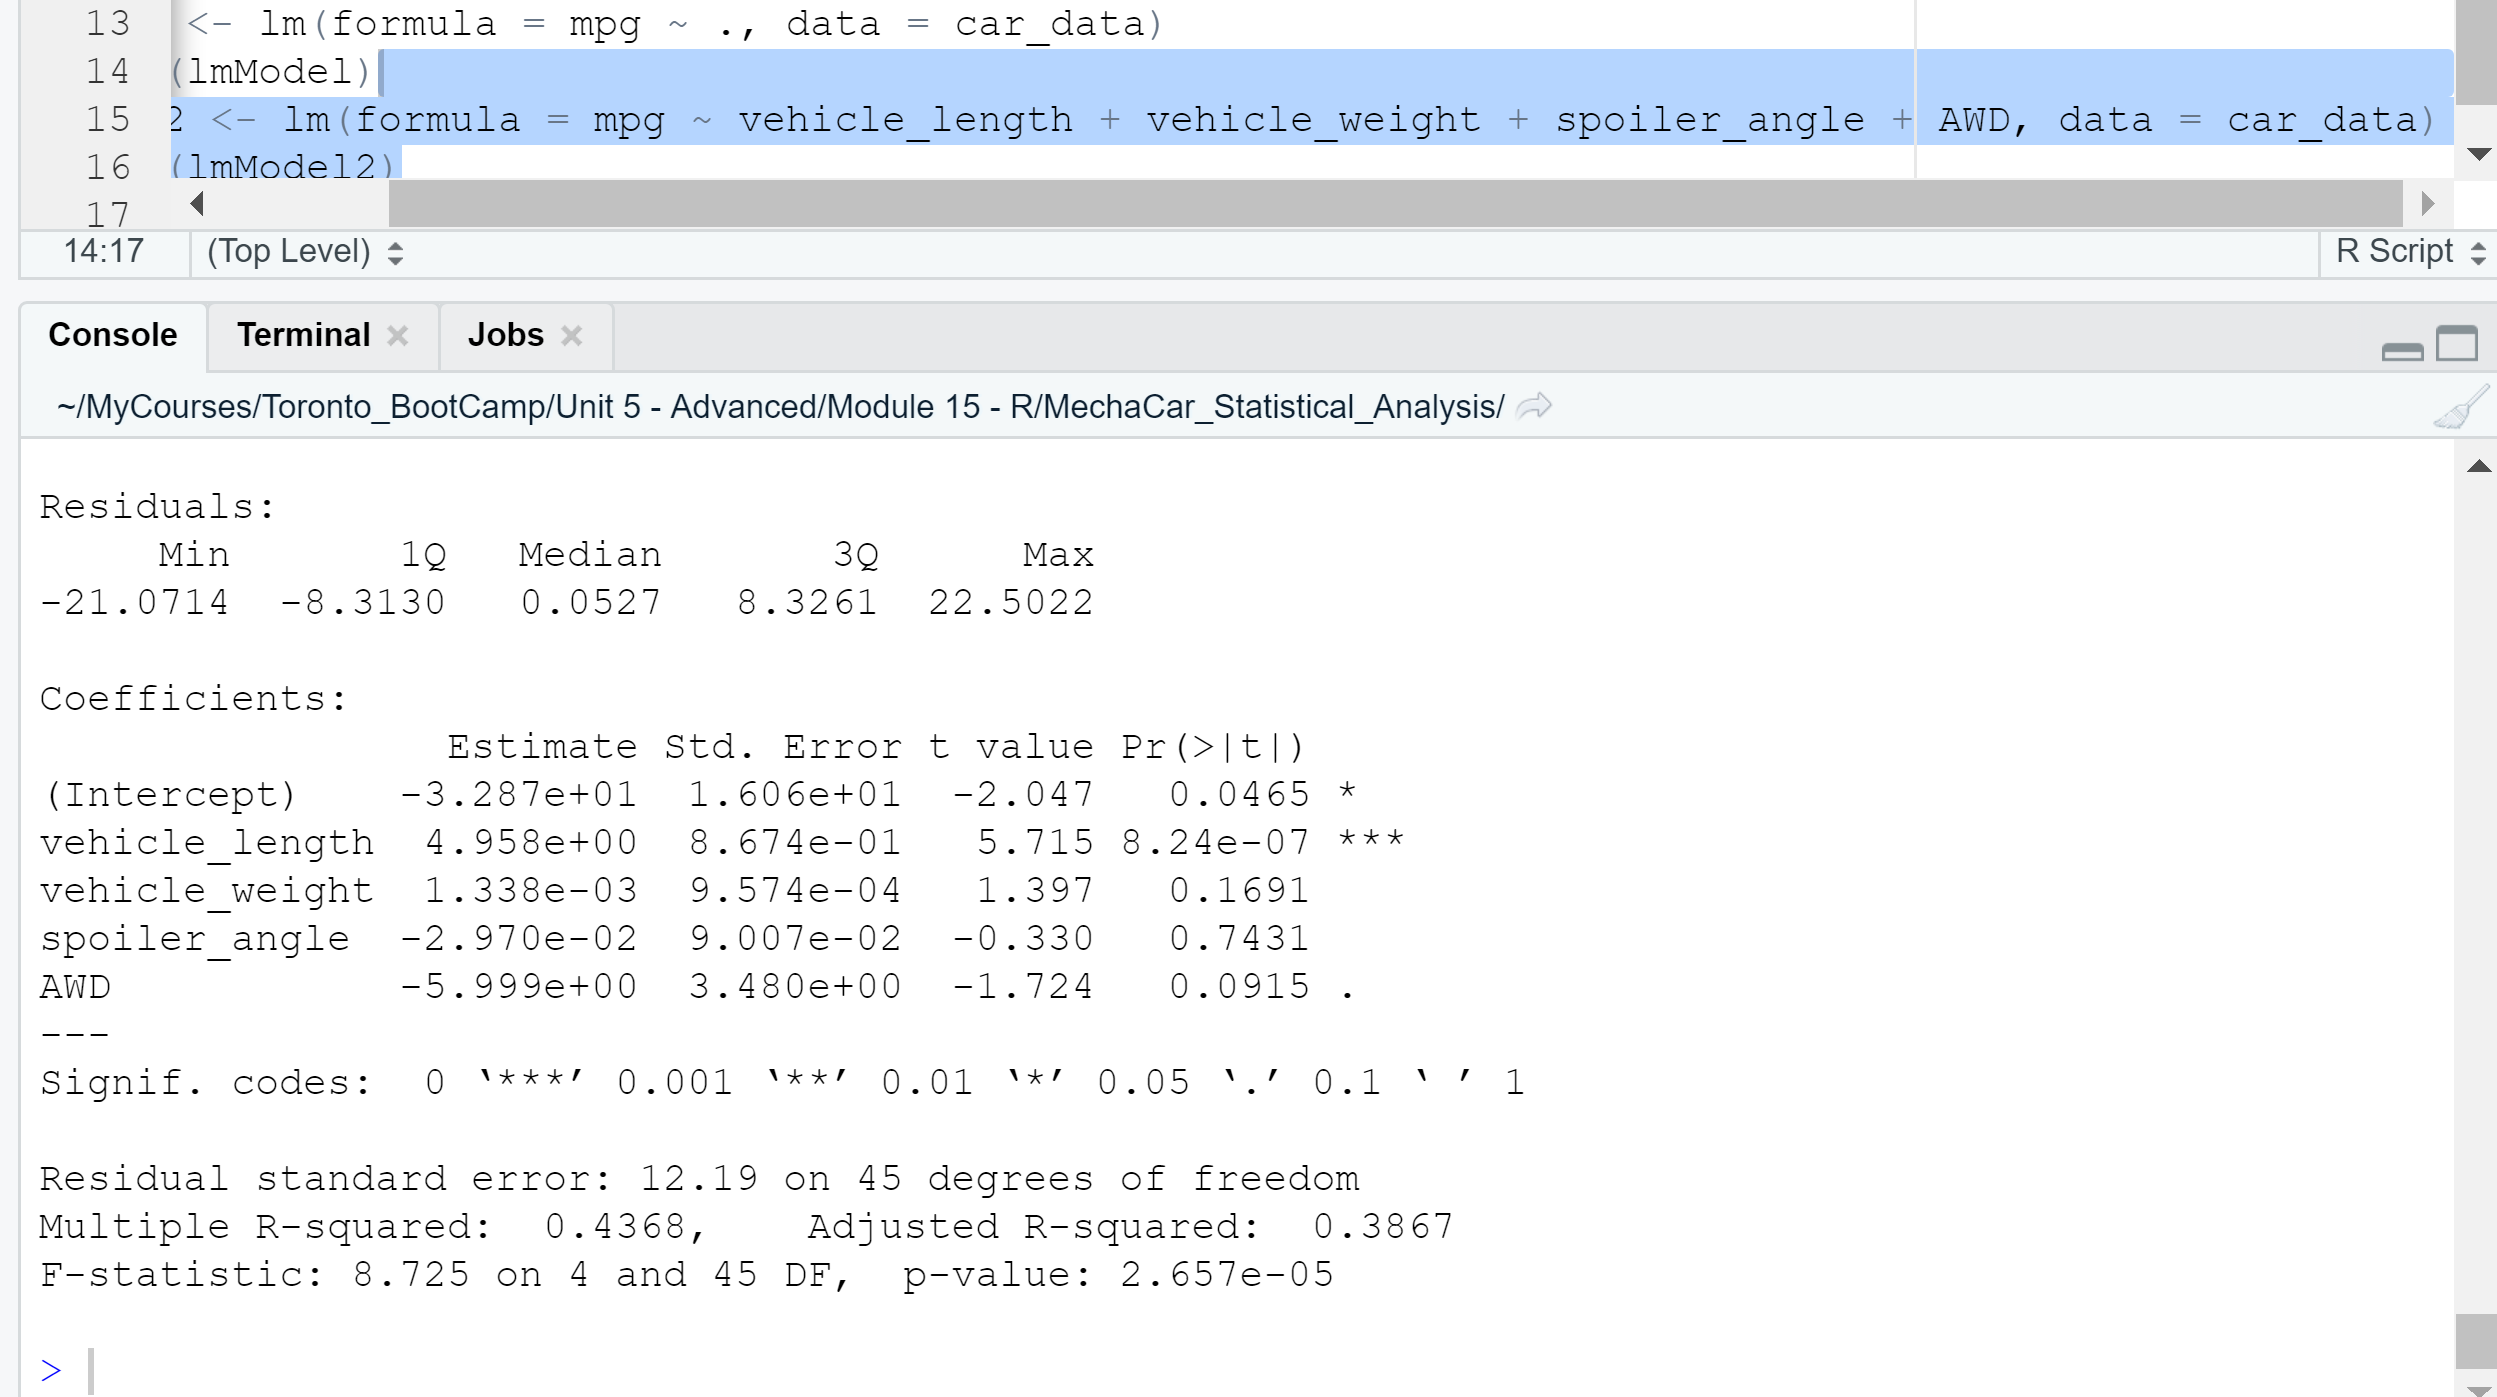 13 <- lm(formula = mpg ~ ., data = car_data)
14 (lmModel)
15 2 <- lm(formula = mpg ~ vehicle_length + vehicle_weight + spoiler_angle + AWD, data = car_data)
16 (lmModel2)
17
14:17 (Top Level) R Script
Console Terminal Jobs
~/MyCourses/Toronto_BootCamp/Unit 5 - Advanced/Module 15 - R/MechaCar_Statistical_Analysis/
Residuals:
     Min       1Q   Median       3Q      Max
-21.0714  -8.3130   0.0527   8.3261  22.5022
Coefficients:
                 Estimate Std. Error t value Pr(>|t|)
(Intercept)    -3.287e+01  1.606e+01  -2.047   0.0465 *
vehicle_length  4.958e+00  8.674e-01   5.715 8.24e-07 ***
vehicle_weight  1.338e-03  9.574e-04   1.397   0.1691
spoiler_angle  -2.970e-02  9.007e-02  -0.330   0.7431
AWD            -5.999e+00  3.480e+00  -1.724   0.0915 .
---
Signif. codes:  0 ‘***’ 0.001 ‘**’ 0.01 ‘*’ 0.05 ‘.’ 0.1 ‘ ’ 1
Residual standard error: 12.19 on 45 degrees of freedom
Multiple R-squared:  0.4368,    Adjusted R-squared:  0.3867
F-statistic: 8.725 on 4 and 45 DF,  p-value: 2.657e-05
>